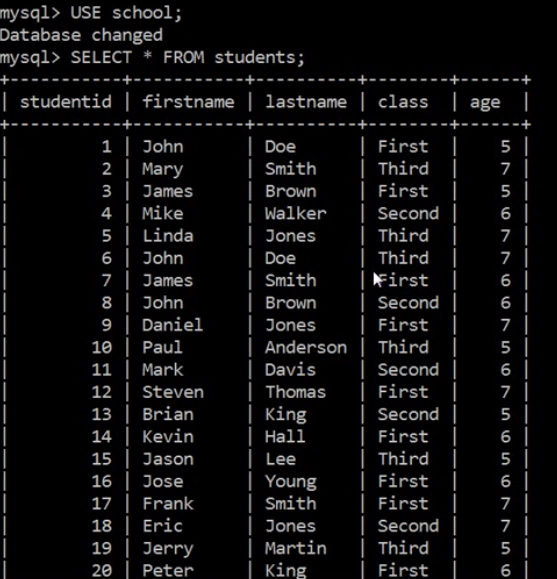 mysql> USE school;
Database changed
mysql> SELECT * FROM students;
+-----------+-----------+----------+--------+------+
| studentid | firstname | lastname | class | age |
+-----------+-----------+----------+--------+------+
| 1 | John | Doe | First | 5 |
| 2 | Mary | Smith | Third | 7 |
| 3 | James | Brown | First | 5 |
| 4 | Mike | Walker | Second | 6 |
| 5 | Linda | Jones | Third | 7 |
| 6 | John | Doe | Third | 7 |
| 7 | James | Smith | First | 6 |
| 8 | John | Brown | Second | 6 |
| 9 | Daniel | Jones | First | 7 |
| 10 | Paul | Anderson | Third | 5 |
| 11 | Mark | Davis | Second | 6 |
| 12 | Steven | Thomas | First | 7 |
| 13 | Brian | King | Second | 5 |
| 14 | Kevin | Hall | First | 6 |
| 15 | Jason | Lee | Third | 5 |
| 16 | Jose | Young | First | 6 |
| 17 | Frank | Smith | First | 7 |
| 18 | Eric | Jones | Second | 7 |
| 19 | Jerry | Martin | Third | 5 |
| 20 | Peter | King | First | 6 |